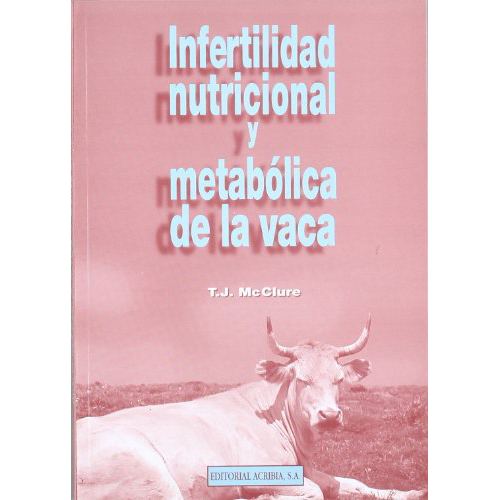 Infertilidad
nutricional
y
metabólica
de la vaca
T.J. McClure
EDITORIAL ACRIBIA, S.A.